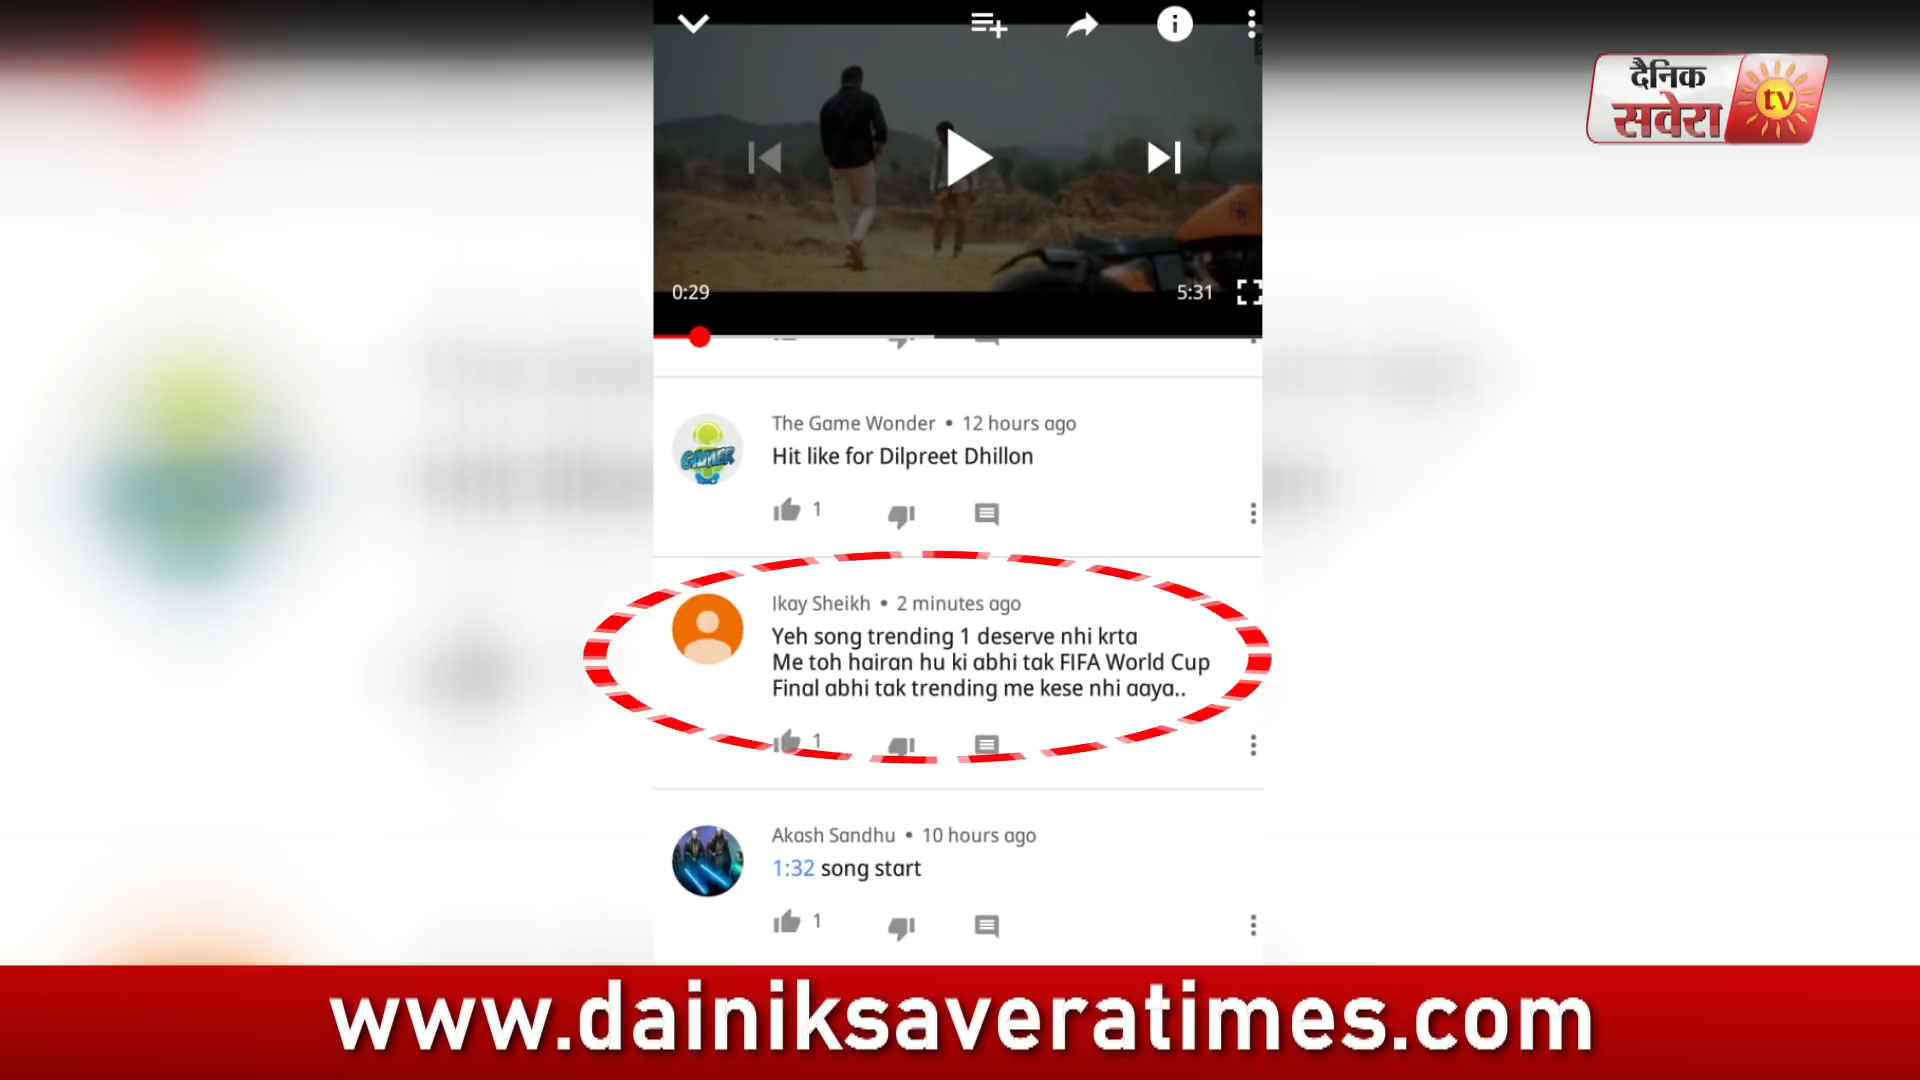 दैनिक
सवेरा
tv
0:29
5:31
The Game Wonder • 12 hours ago
GAMER
Hit like for Dilpreet Dhillon
1
Ikay Sheikh • 2 minutes ago
Yeh song trending 1 deserve nhi krta
Me toh hairan hu ki abhi tak FIFA World Cup
Final abhi tak trending me kese nhi aaya..
1
Akash Sandhu • 10 hours ago
1:32 song start
1
www.dainiksaveratimes.com